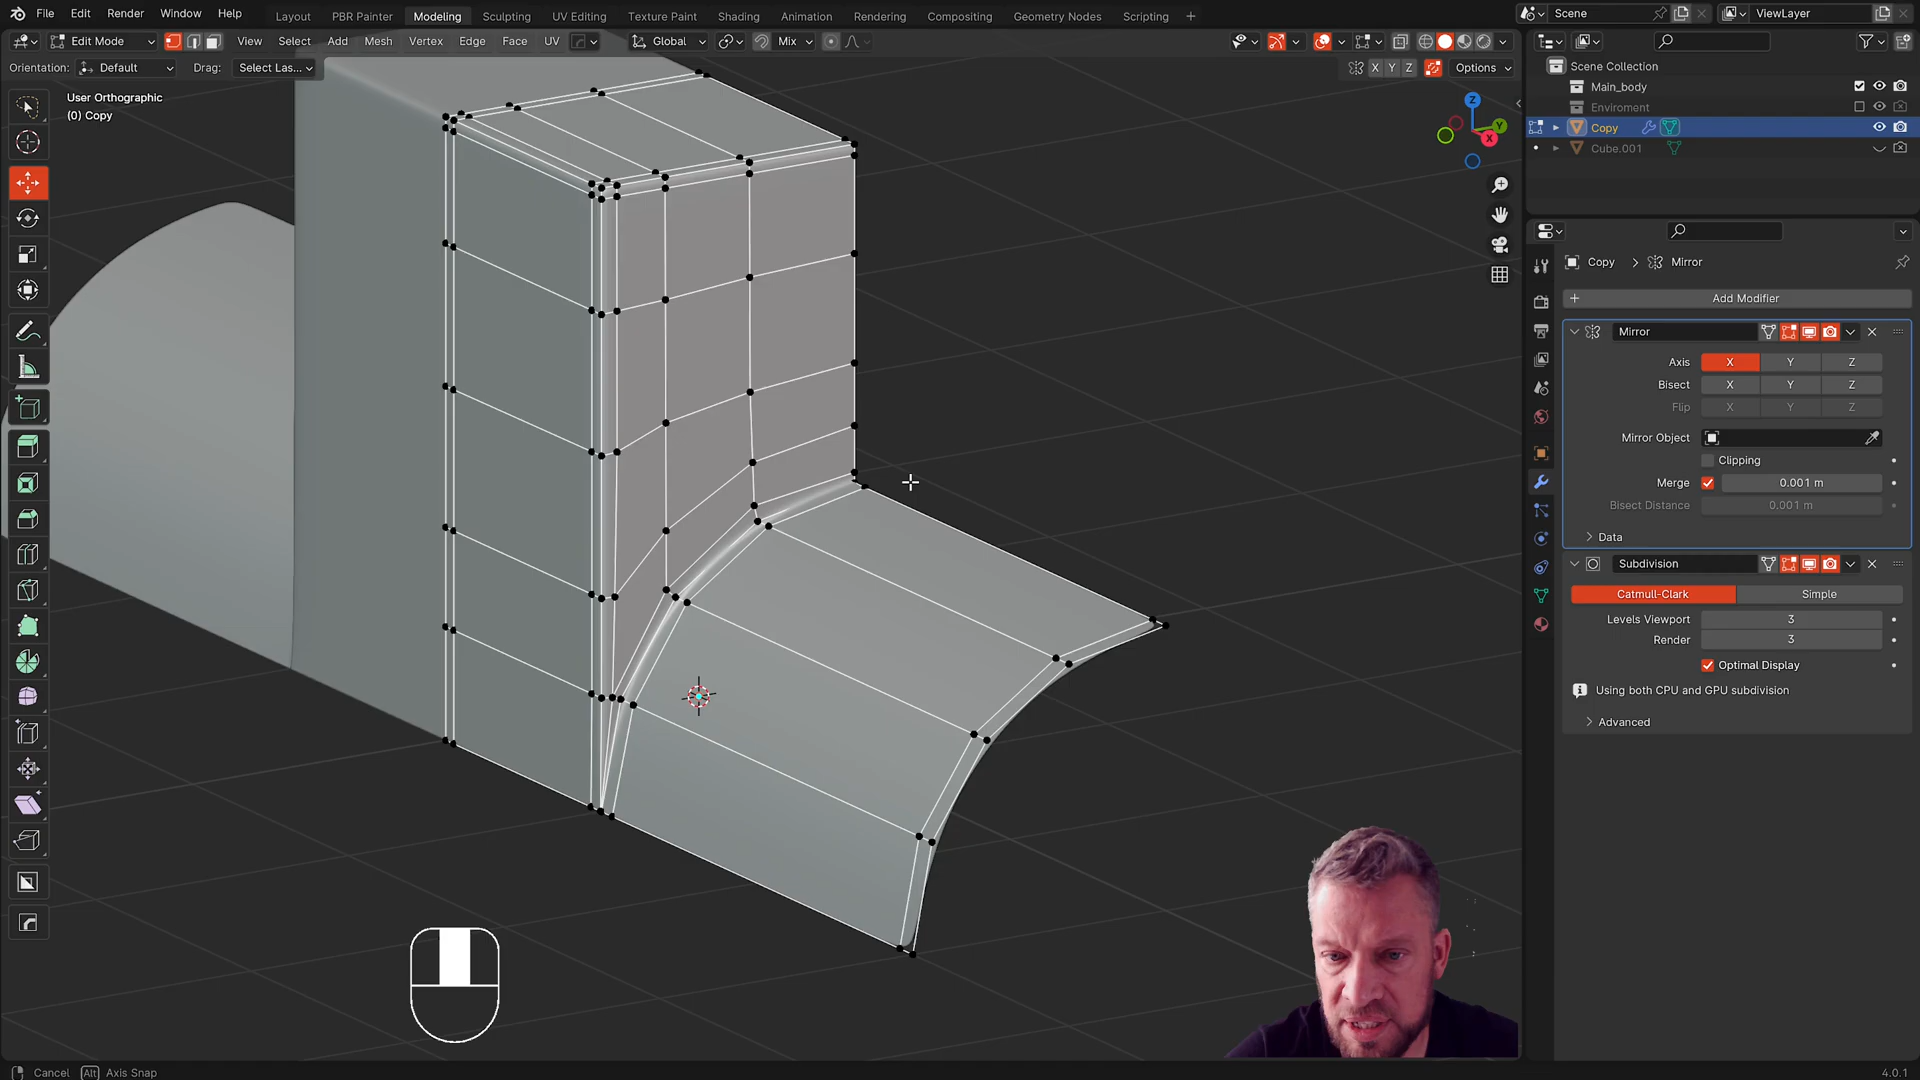 File Edit Render Window Help
Layout PBR Painter Modeling Sculpting UV Editing Texture Paint Shading Animation Rendering Compositing Geometry Nodes Scripting +
Scene ViewLayer
Edit Mode View Select Add Mesh Vertex Edge Face UV Global Mix
Orientation: Default Drag: Select Las...
X Y Z Options
User Orthographic
(0) Copy
Z
Y
X
Scene Collection
Main_body
Enviroment
Copy
Cube.001
Copy > Mirror
+ Add Modifier
Mirror
Axis X Y Z
Bisect X Y Z
Flip X Y Z
Mirror Object
Clipping
Merge 0.001 m
Bisect Distance 0.001 m
Data
Subdivision
Catmull-Clark Simple
Levels Viewport 3
Render 3
Optimal Display
Using both CPU and GPU subdivision
Advanced
Cancel Alt Axis Snap
4.0.1